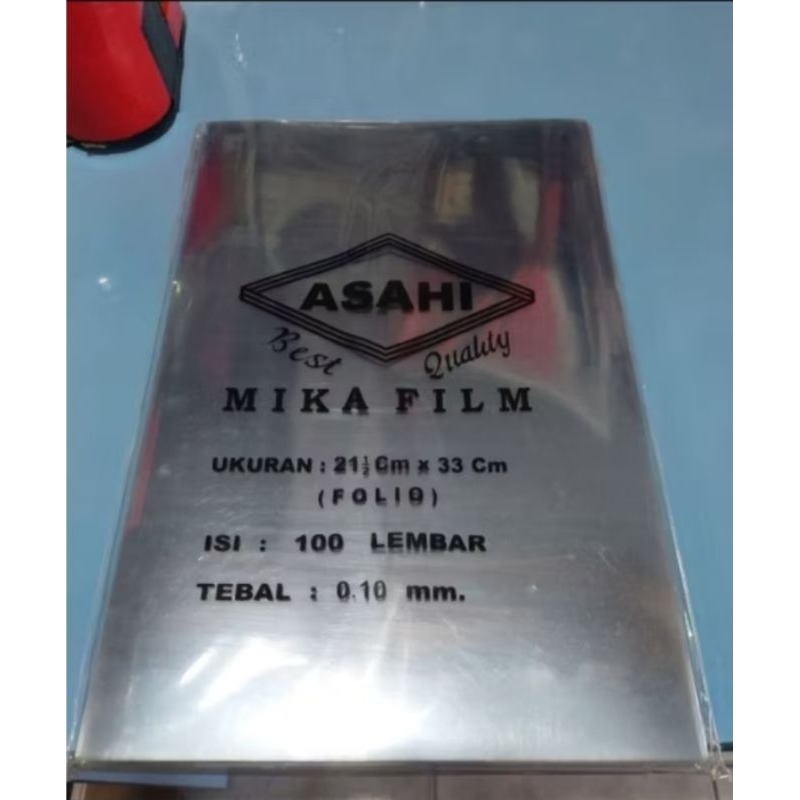 ASAHI
Best Quality
MIKA FILM
UKURAN : 21½ Cm x 33 Cm
(FOLIO)
ISI : 100 LEMBAR
TEBAL : 0.10 mm.